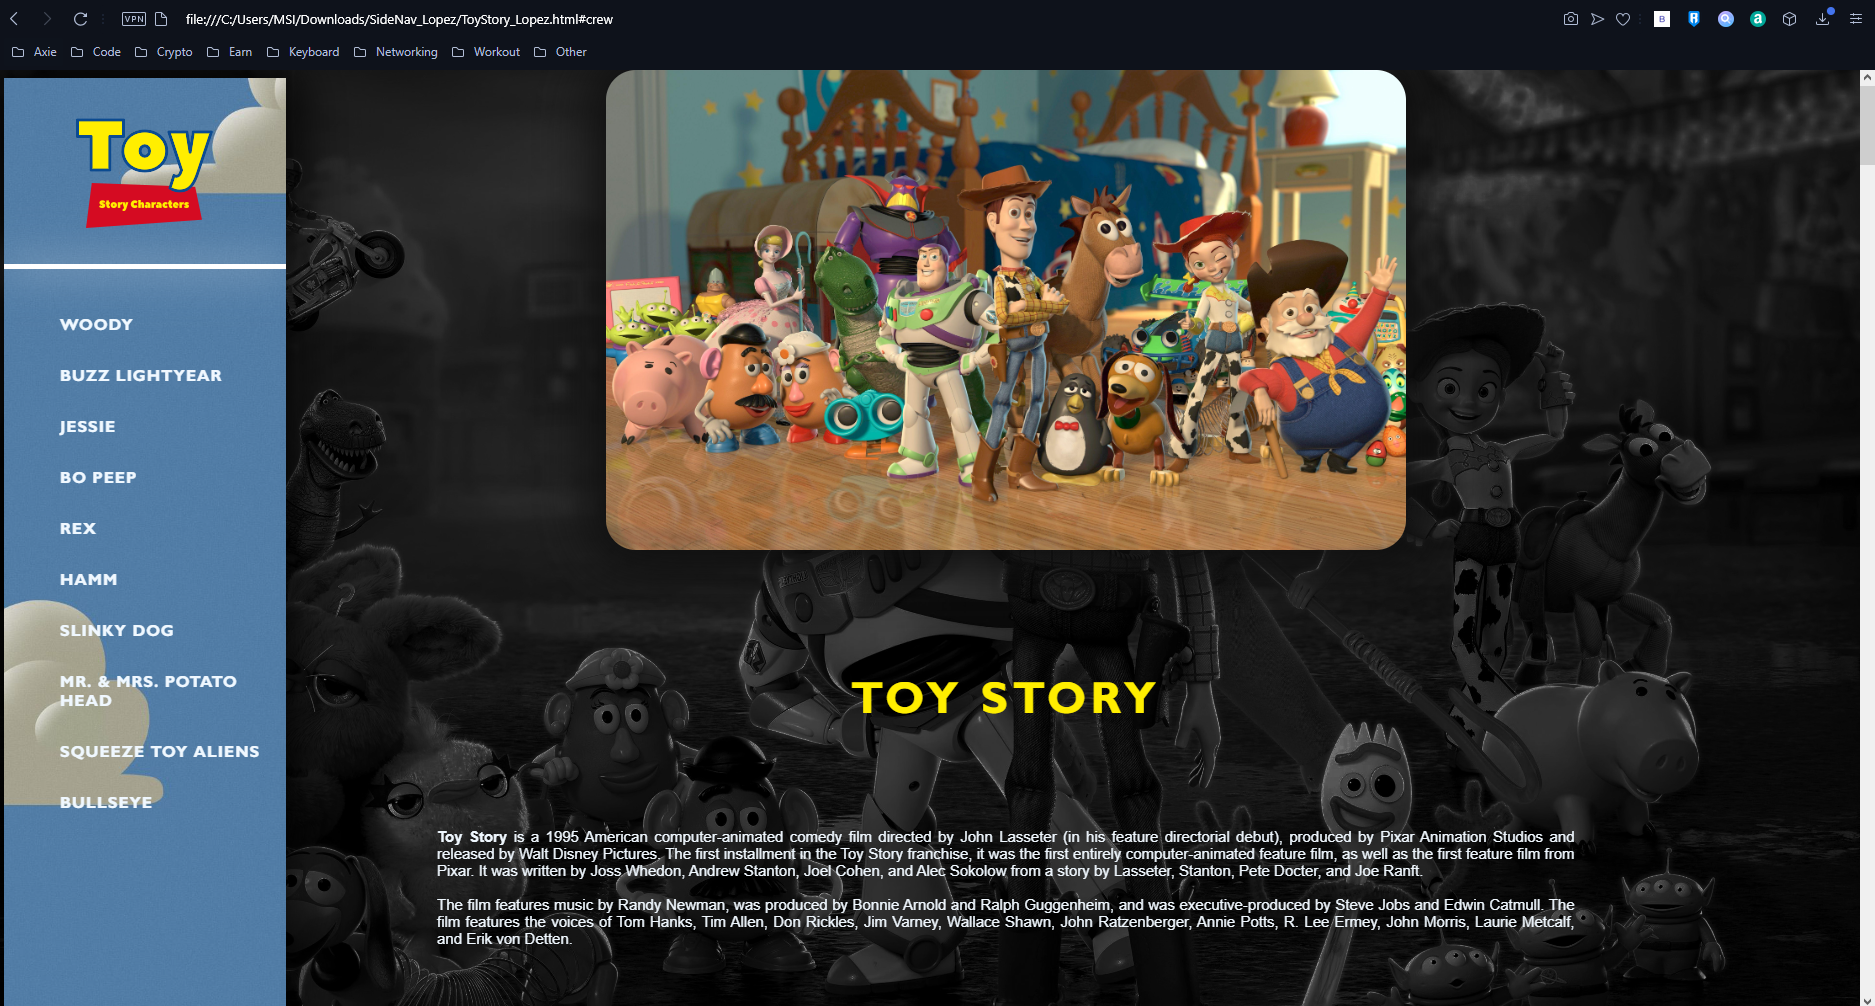 VPN
file:///C:/Users/MSI/Downloads/SideNav_Lopez/ToyStory_Lopez.html#crew
Axie Code Crypto Earn Keyboard Networking Workout Other
Toy
Story Characters
WOODY
BUZZ LIGHTYEAR
JESSIE
BO PEEP
REX
HAMM
SLINKY DOG
MR. & MRS. POTATO
HEAD
SQUEEZE TOY ALIENS
BULLSEYE
TOY STORY
Toy Story is a 1995 American computer-animated comedy film directed by John Lasseter (in his feature directorial debut), produced by Pixar Animation Studios and
released by Walt Disney Pictures. The first installment in the Toy Story franchise, it was the first entirely computer-animated feature film, as well as the first feature film from
Pixar. It was written by Joss Whedon, Andrew Stanton, Joel Cohen, and Alec Sokolow from a story by Lasseter, Stanton, Pete Docter, and Joe Ranft.
The film features music by Randy Newman, was produced by Bonnie Arnold and Ralph Guggenheim, and was executive-produced by Steve Jobs and Edwin Catmull. The
film features the voices of Tom Hanks, Tim Allen, Don Rickles, Jim Varney, Wallace Shawn, John Ratzenberger, Annie Potts, R. Lee Ermey, John Morris, Laurie Metcalf,
and Erik von Detten.